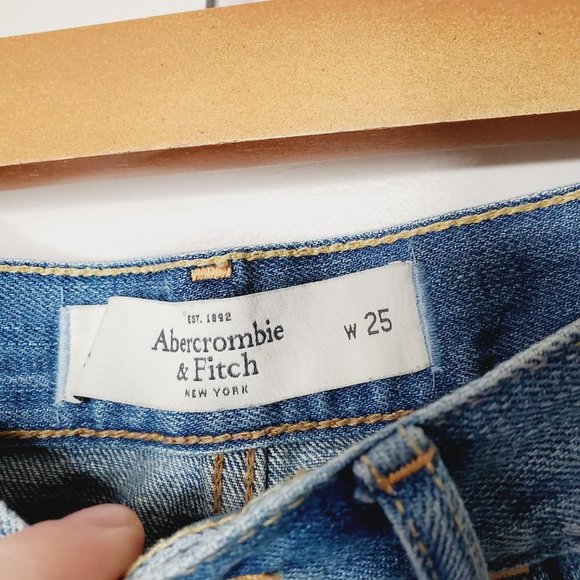 EST. 1892
Abercrombie
& Fitch
NEW YORK
W 25